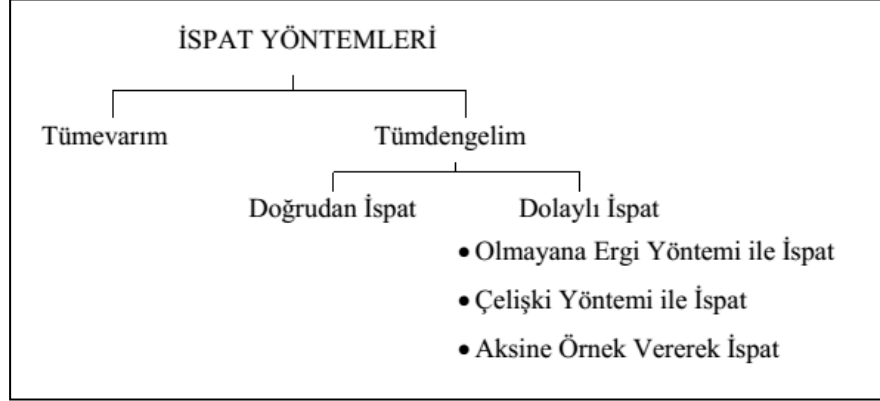 İSPAT YÖNTEMLERİ
Tümevarım Tümdengelim
Doğrudan İspat Dolaylı İspat
• Olmayana Ergi Yöntemi ile İspat
• Çelişki Yöntemi ile İspat
• Aksine Örnek Vererek İspat